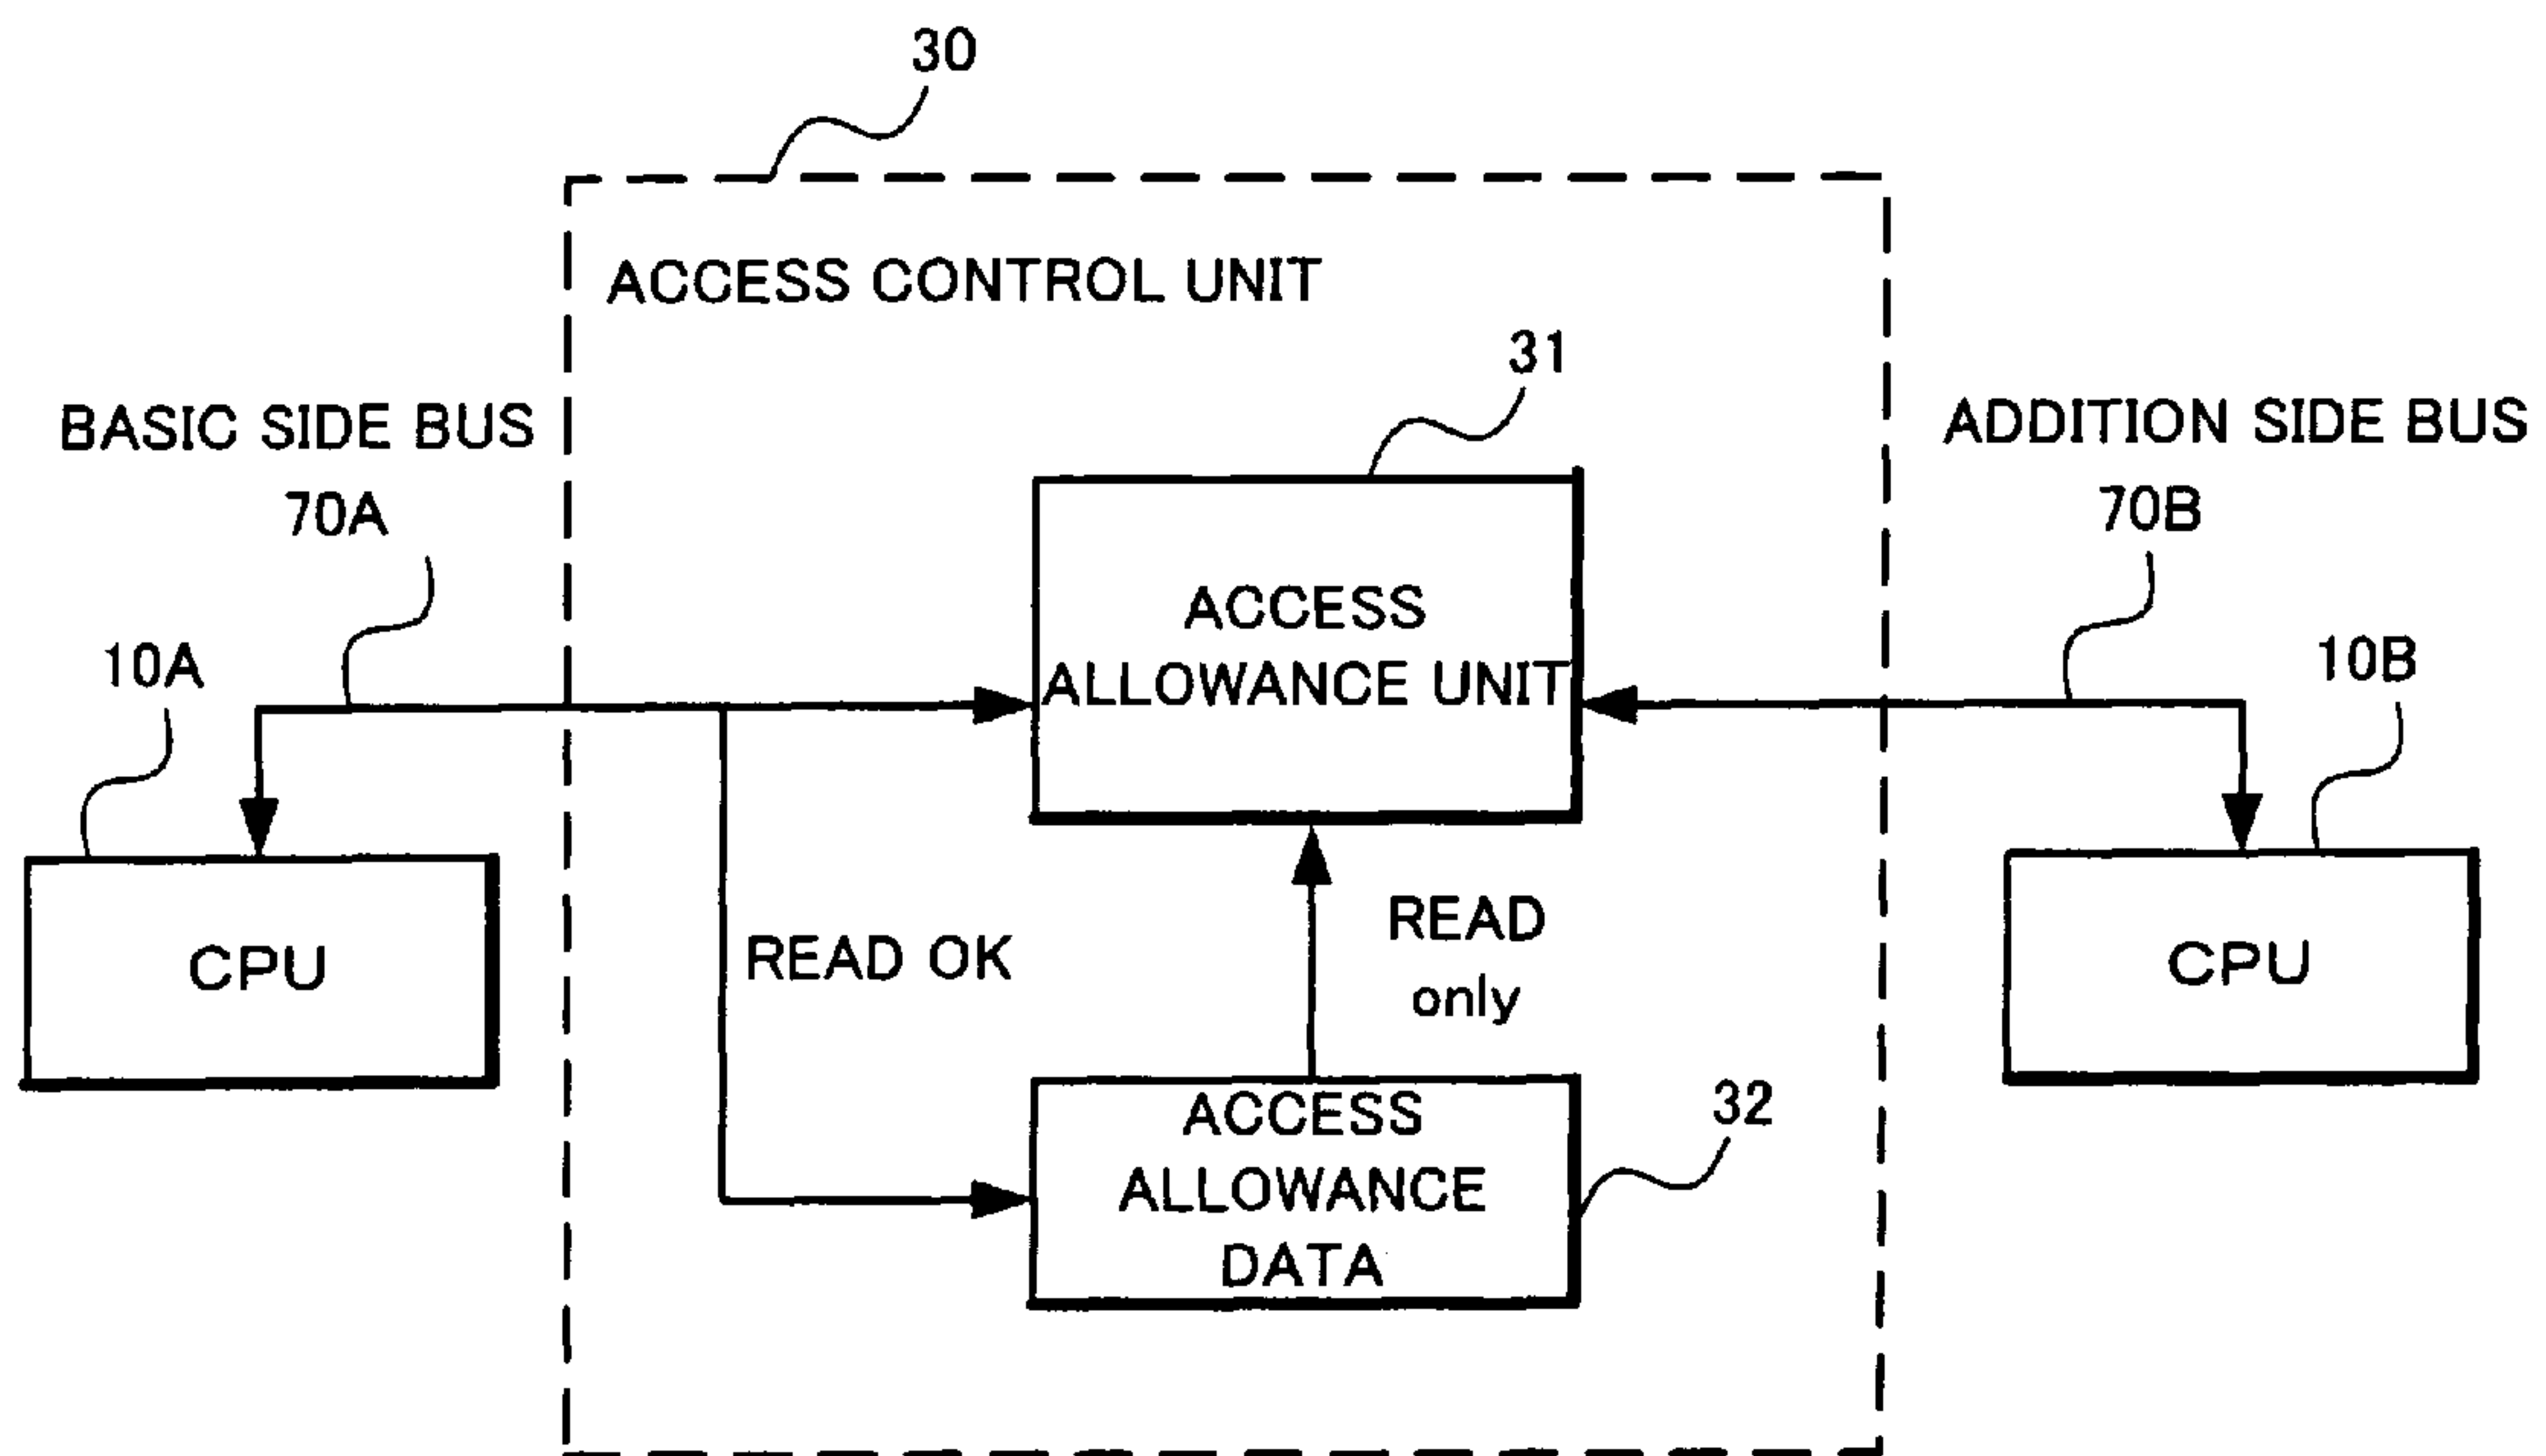 30
ACCESS CONTROL UNIT
31
BASIC SIDE BUS
70A
ADDITION SIDE BUS
70B
10A
ACCESS
ALLOWANCE UNIT
10B
CPU
READ OK
READ
only
CPU
ACCESS
ALLOWANCE
DATA
32